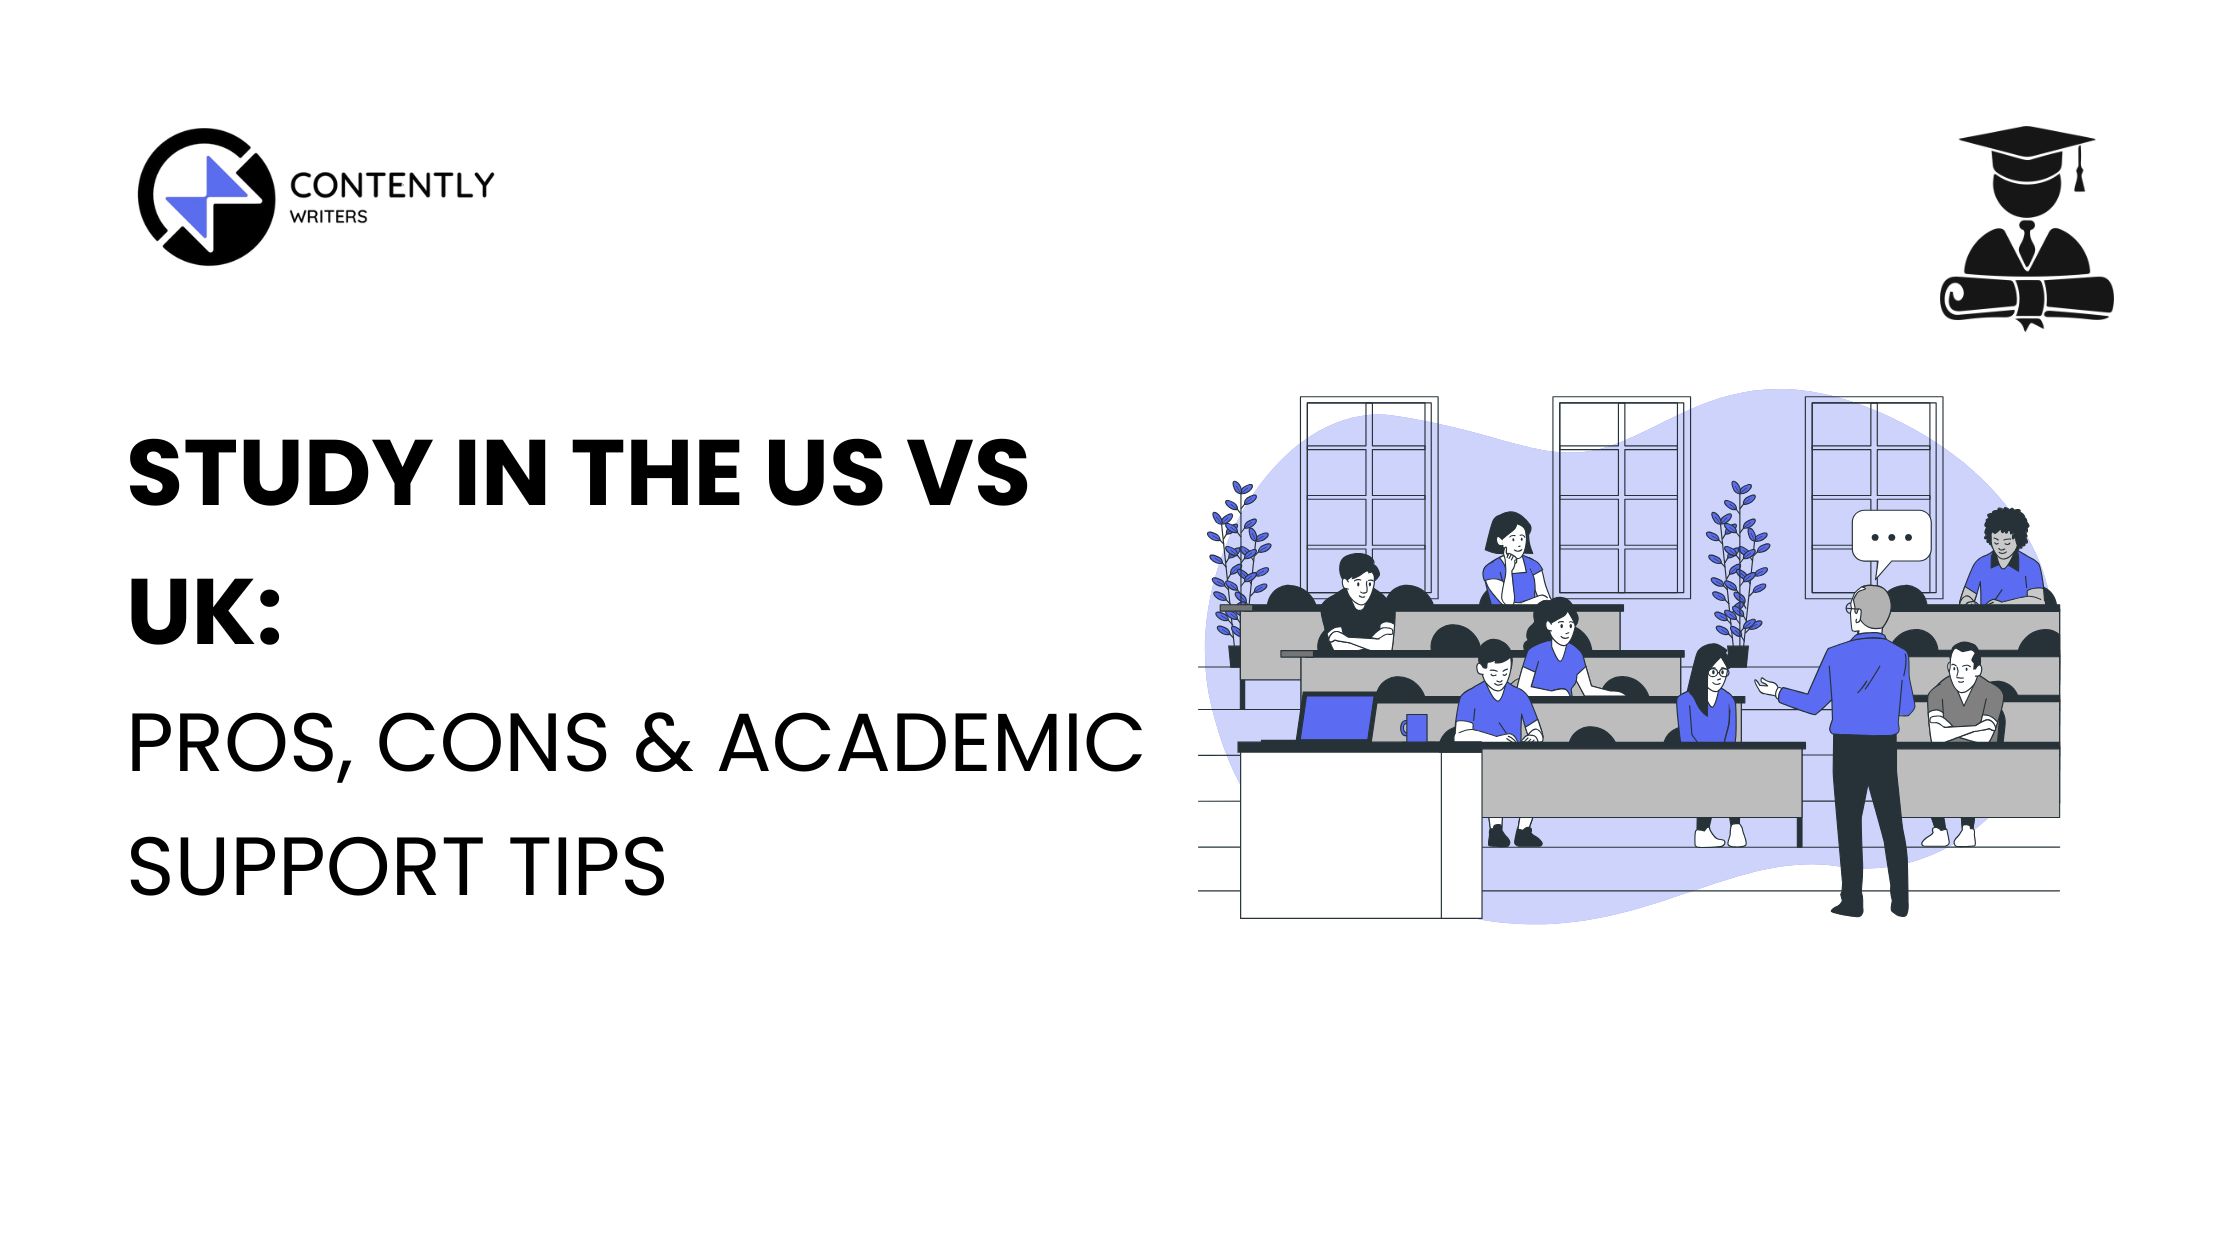 CONTENTLY
WRITERS
STUDY IN THE US VS
UK:
PROS, CONS & ACADEMIC
SUPPORT TIPS